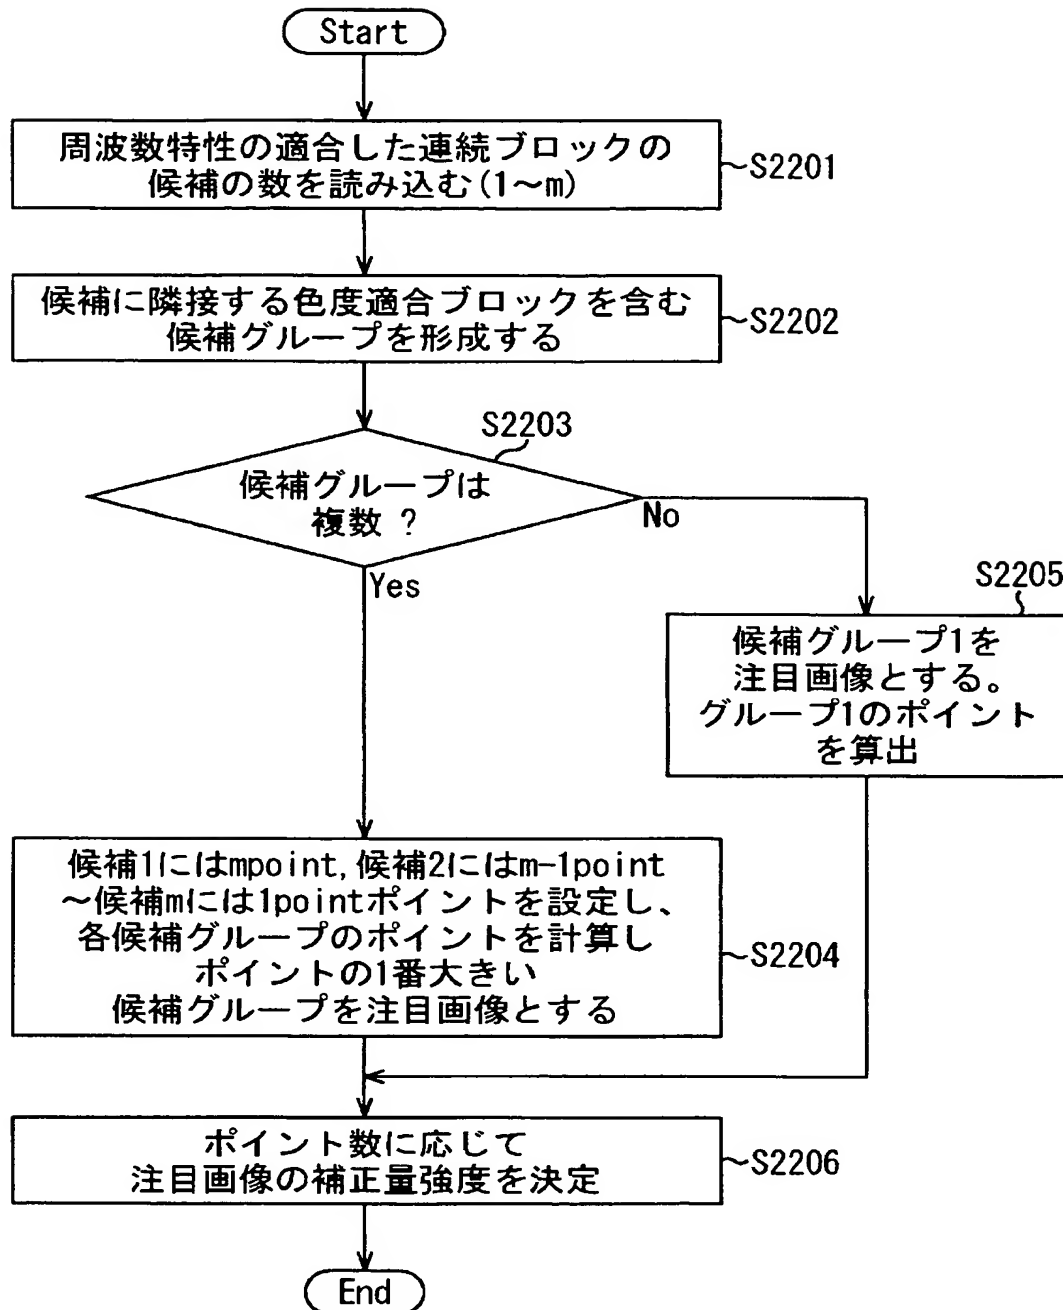 Start
周波数特性の適合した連続ブロックの
候補の数を読み込む(1～m)
S2201
候補に隣接する色度適合ブロックを含む
候補グループを形成する
S2202
S2203
候補グループは
複数 ?
No
Yes
S2205
候補グループ1を
注目画像とする。
グループ1のポイント
を算出
候補1にはmpoint,候補2にはm-1point
～候補mには1pointポイントを設定し、
各候補グループのポイントを計算し
ポイントの1番大きい
候補グループを注目画像とする
S2204
ポイント数に応じて
注目画像の補正量強度を決定
S2206
End